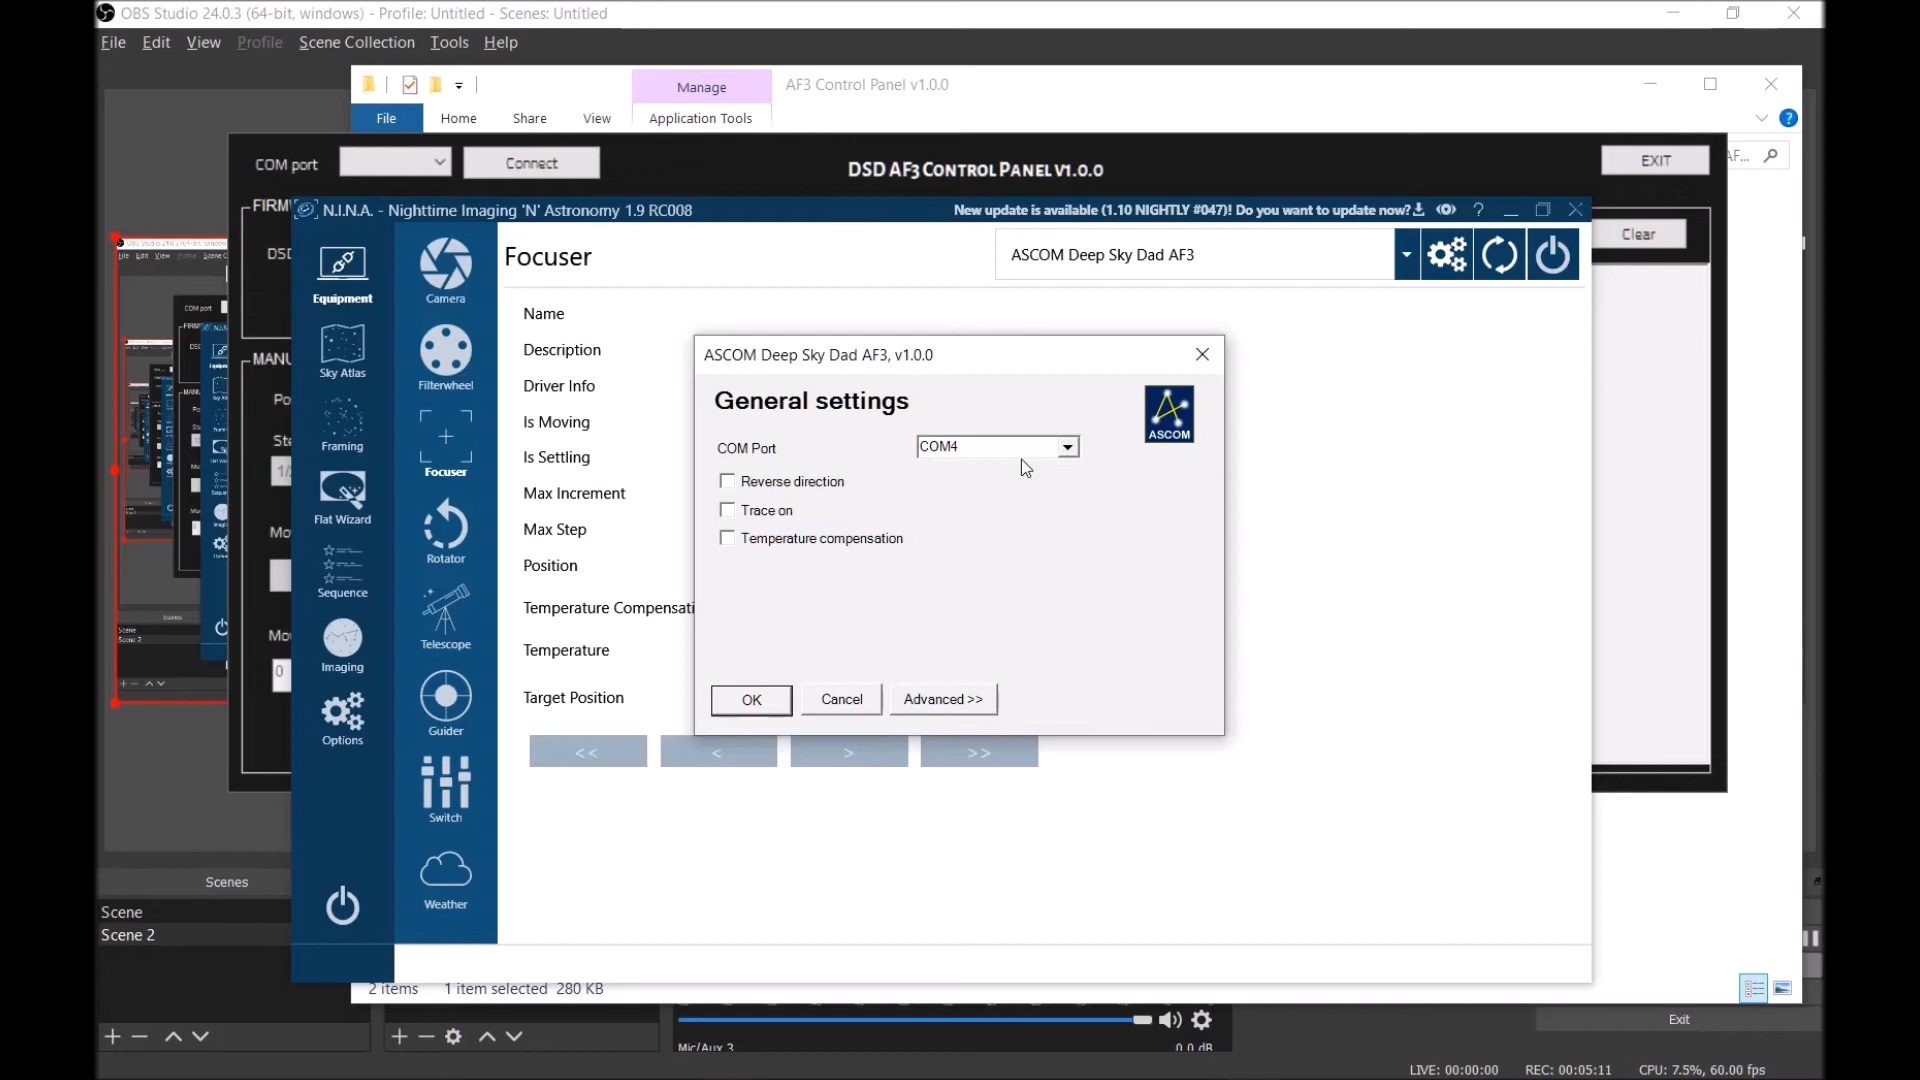 OBS Studio 24.0.3 (64-bit, windows) - Profile: Untitled - Scenes: Untitled
File Edit View Profile Scene Collection Tools Help
Manage
AF3 Control Panel v1.0.0
File Home Share View Application Tools
?
COM port
Connect
DSD AF3 CONTROL PANEL V1.0.0
EXIT
AF...
FIRMW
N.I.N.A. - Nighttime Imaging 'N' Astronomy 1.9 RC008
New update is available (1.10 NIGHTLY #047)! Do you want to update now?
?
DSD
Clear
MANU
Equipment
Sky Atlas
Framing
Flat Wizard
Sequence
Imaging
Options
Camera
Filterwheel
Focuser
Rotator
Telescope
Guider
Switch
Weather
Focuser
ASCOM Deep Sky Dad AF3
Name
Description
Driver Info
Is Moving
Is Settling
Max Increment
Max Step
Position
Temperature Compensati
Temperature
Target Position
<<
<
>
>>
ASCOM Deep Sky Dad AF3, v1.0.0
General settings
ASCOM
COM Port
COM4
Reverse direction
Trace on
Temperature compensation
OK
Cancel
Advanced >>
Scenes
Scene
Scene 2
2 items 1 item selected 280 KB
Mic/Aux 3
0.0 dB
Exit
LIVE: 00:00:00 REC: 00:05:11 CPU: 7.5%, 60.00 fps